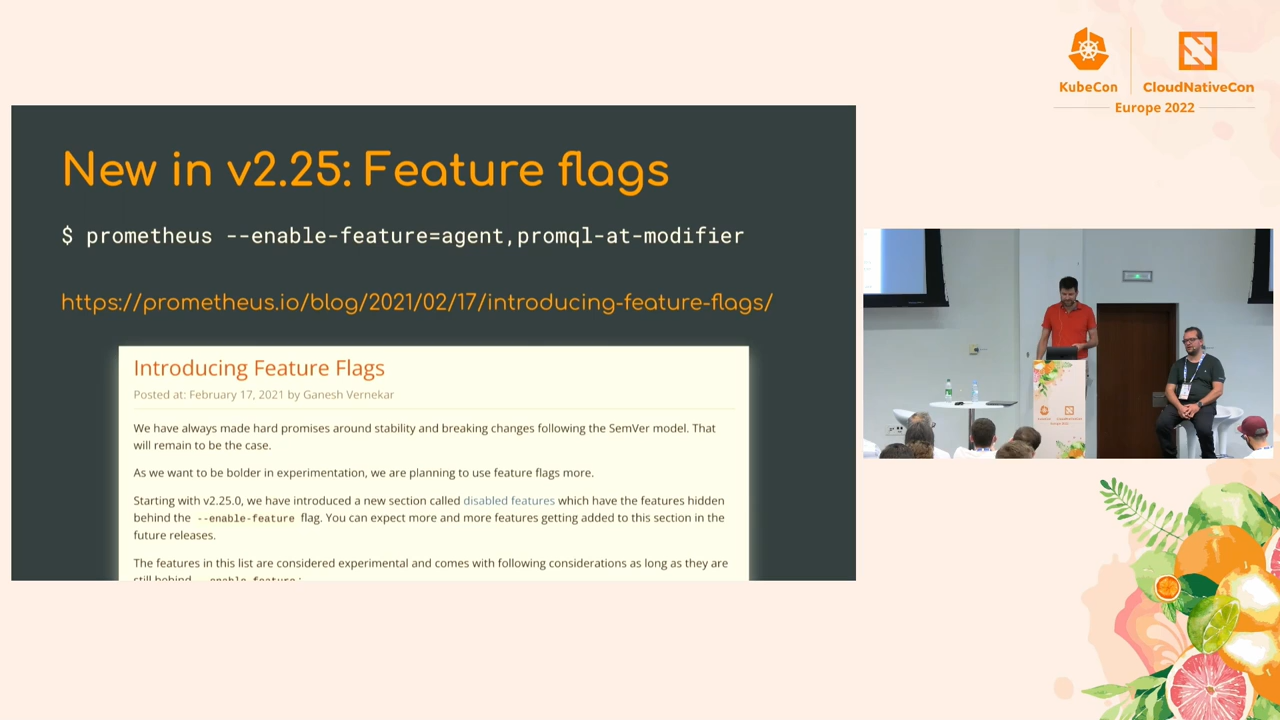 KubeCon
CloudNativeCon
Europe 2022
New in v2.25: Feature flags
$ prometheus --enable-feature=agent,promql-at-modifier
https://prometheus.io/blog/2021/02/17/introducing-feature-flags/
Introducing Feature Flags
Posted at: February 17, 2021 by Ganesh Vernekar
We have always made hard promises around stability and breaking changes following the SemVer model. That
will remain to be the case.
As we want to be bolder in experimentation, we are planning to use feature flags more.
Starting with v2.25.0, we have introduced a new section called disabled features which have the features hidden
behind the --enable-feature flag. You can expect more and more features getting added to this section in the
future releases.
The features in this list are considered experimental and comes with following considerations as long as they are
still behind --enable-feature: